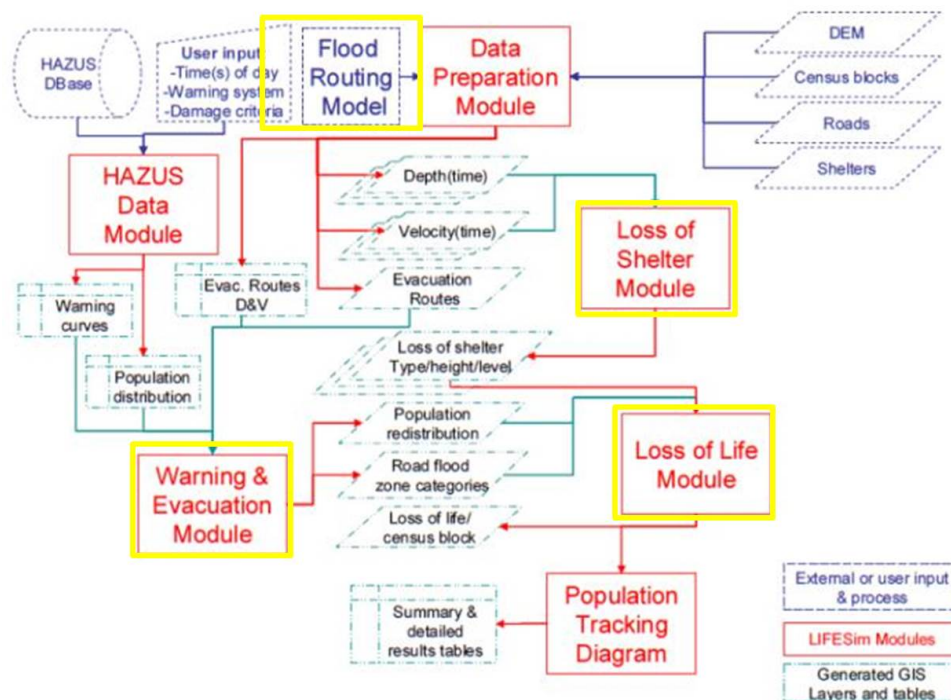 HAZUS
DBase
User input
-Time(s) of day
-Warning system
-Damage criteria
Flood
Routing
Model
Data
Preparation
Module
DEM
Census blocks
Roads
Shelters
HAZUS
Data
Module
Depth(time)
Velocity(time)
Evacuation
Routes
Loss of
Shelter
Module
Warning
curves
Evac. Routes
D&V
Population
distribution
Loss of shelter
Type/height/level
Population
redistribution
Road flood
zone categories
Loss of life/
census block
Warning &
Evacuation
Module
Loss of Life
Module
Summary &
detailed
results tables
Population
Tracking
Diagram
External or user input
& process
LIFESim Modules
Generated GIS
Layers and tables